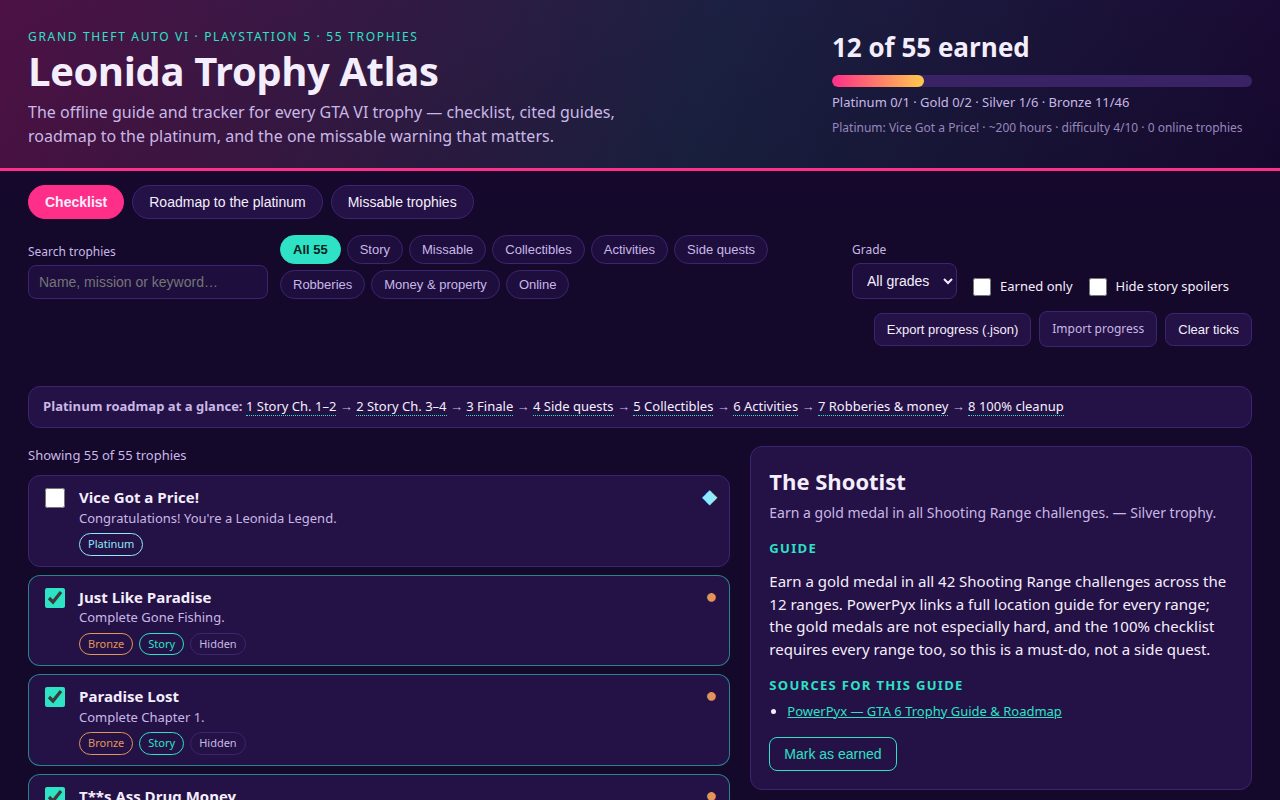 GRAND THEFT AUTO VI · PLAYSTATION 5 · 55 TROPHIES
Leonida Trophy Atlas
The offline guide and tracker for every GTA VI trophy — checklist, cited guides,
roadmap to the platinum, and the one missable warning that matters.
12 of 55 earned
Platinum 0/1 · Gold 0/2 · Silver 1/6 · Bronze 11/46
Platinum: Vice Got a Price! · ~200 hours · difficulty 4/10 · 0 online trophies
Checklist
Roadmap to the platinum
Missable trophies
Search trophies
Name, mission or keyword…
All 55
Story
Missable
Collectibles
Activities
Side quests
Robberies
Money & property
Online
Grade
All grades
Earned only
Hide story spoilers
Export progress (.json)
Import progress
Clear ticks
Platinum roadmap at a glance: 1 Story Ch. 1–2 → 2 Story Ch. 3–4 → 3 Finale → 4 Side quests → 5 Collectibles → 6 Activities → 7 Robberies & money → 8 100% cleanup
Showing 55 of 55 trophies
Vice Got a Price!
Congratulations! You're a Leonida Legend.
Platinum
Just Like Paradise
Complete Gone Fishing.
Bronze
Story
Hidden
Paradise Lost
Complete Chapter 1.
Bronze
Story
Hidden
T**s Ass Drug Money
The Shootist
Earn a gold medal in all Shooting Range challenges. — Silver trophy.
GUIDE
Earn a gold medal in all 42 Shooting Range challenges across the
12 ranges. PowerPyx links a full location guide for every range;
the gold medals are not especially hard, and the 100% checklist
requires every range too, so this is a must-do, not a side quest.
SOURCES FOR THIS GUIDE
PowerPyx — GTA 6 Trophy Guide & Roadmap
Mark as earned